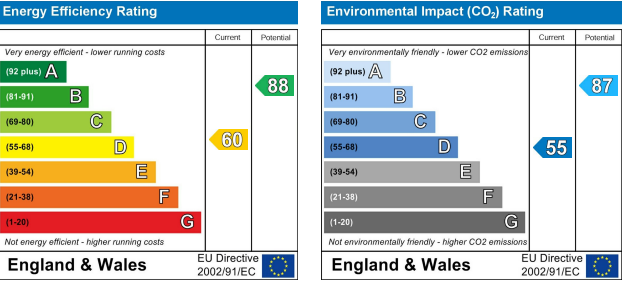 Energy Efficiency Rating
Current
Potential
Very energy efficient - lower running costs
(92 plus) A
(81-91) B
(69-80) C
(55-68) D
(39-54) E
(21-38) F
(1-20) G
60
88
Not energy efficient - higher running costs
England & Wales
EU Directive
2002/91/EC
Environmental Impact (CO₂) Rating
Current
Potential
Very environmentally friendly - lower CO2 emissions
(92 plus) A
(81-91) B
(69-80) C
(55-68) D
(39-54) E
(21-38) F
(1-20) G
55
87
Not environmentally friendly - higher CO2 emissions
England & Wales
EU Directive
2002/91/EC